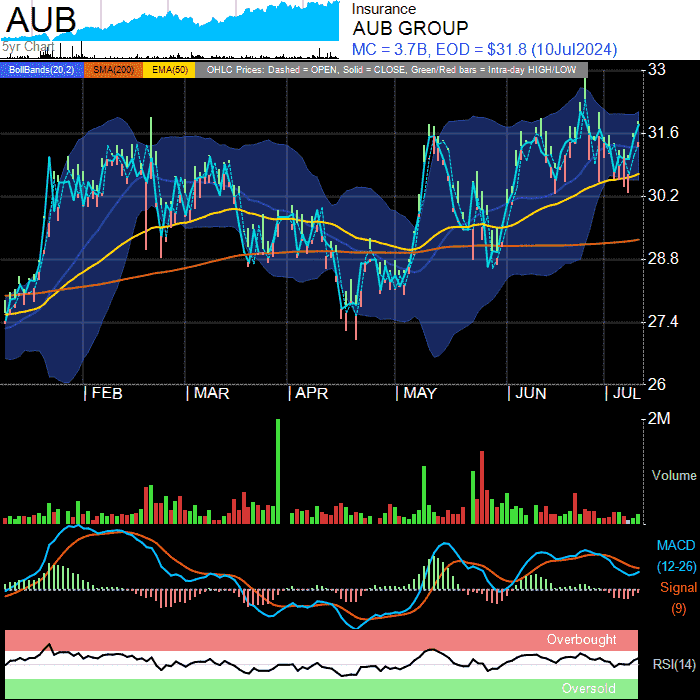 AUB
5yr Chart
Insurance
AUB GROUP
MC = 3.7B, EOD = $31.8 (10Jul2024)
BollBands(20,2) SMA(200) EMA(50) OHLC Prices: Dashed = OPEN, Solid = CLOSE, Green/Red bars = Intra-day HIGH/LOW
33
31.6
30.2
28.8
27.4
26
FEB MAR APR MAY JUN JUL
2M
Volume
MACD
(12-26)
Signal
(9)
Overbought
RSI(14)
Oversold